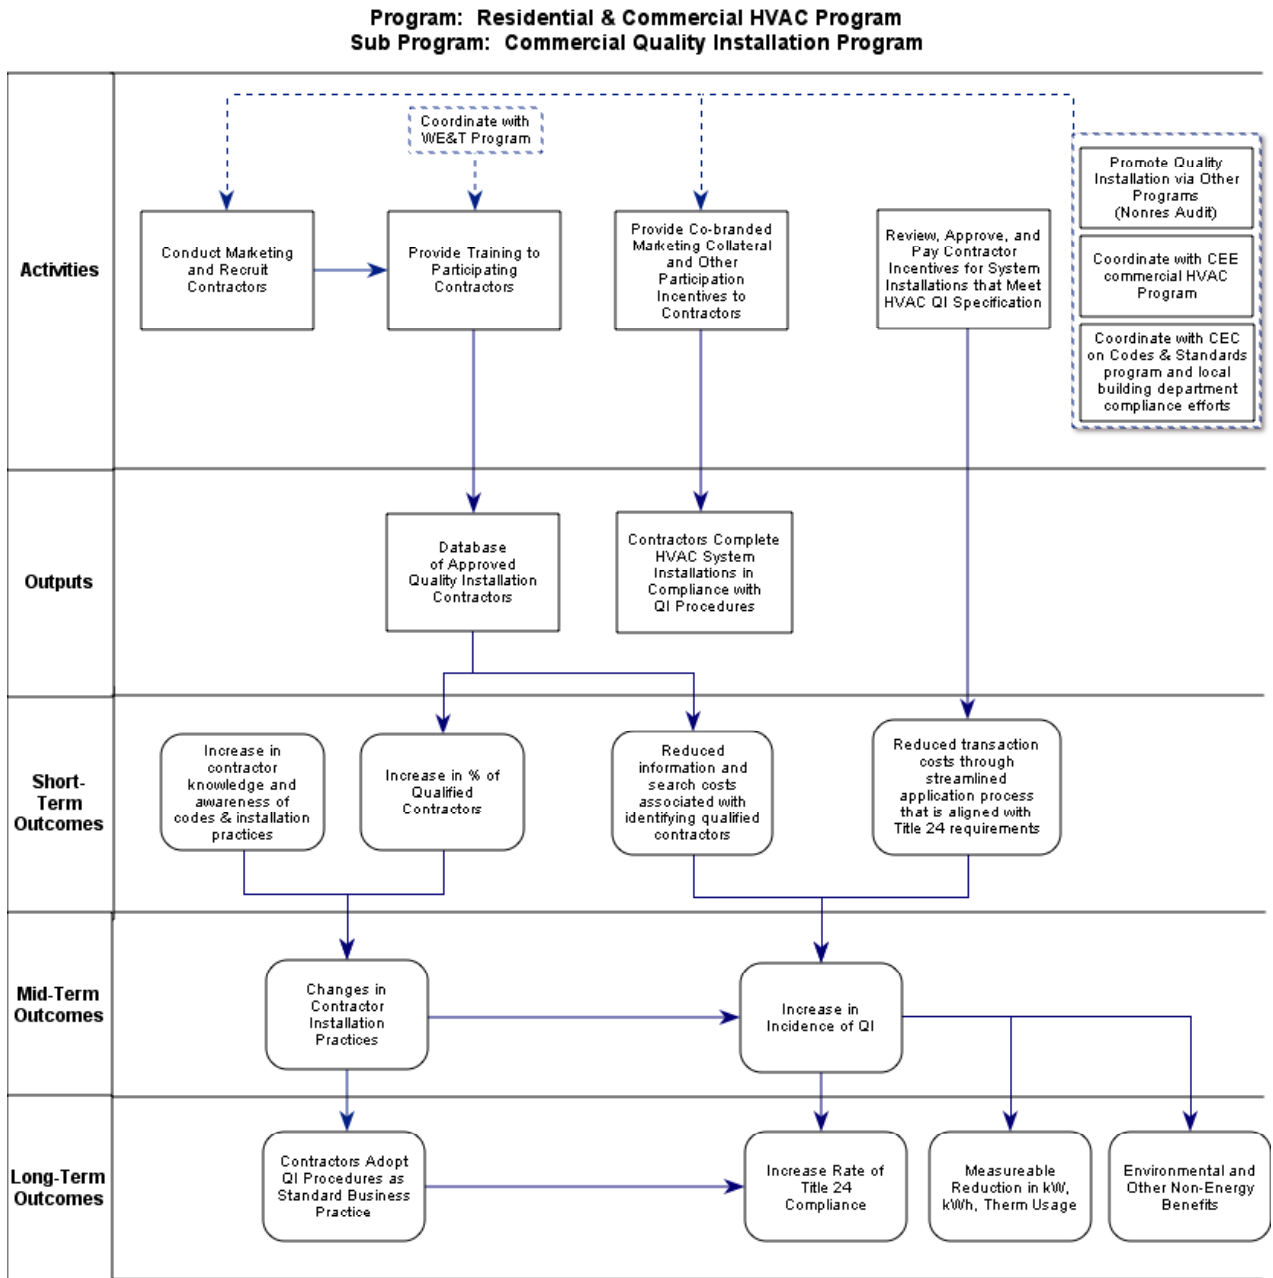 Program:  Residential & Commercial HVAC Program
Sub Program:  Commercial Quality Installation Program
Activities
Coordinate with
WE&T Program
Conduct Marketing
and Recruit
Contractors
Provide Training to
Participating
Contractors
Provide Co-branded
Marketing Collateral
and Other
Participation
Incentives to
Contractors
Review, Approve, and
Pay Contractor
Incentives for System
Installations that Meet
HVAC QI Specification
Promote Quality
Installation via Other
Programs
(Nonres Audit)
Coordinate with CEE
commercial HVAC
Program
Coordinate with CEC
on Codes & Standards
program and local
building department
compliance efforts
Outputs
Database
of Approved
Quality Installation
Contractors
Contractors Complete
HVAC System
Installations in
Compliance with
QI Procedures
Short-
Term
Outcomes
Increase in
contractor
knowledge and
awareness of
codes & installation
practices
Increase in % of
Qualified
Contractors
Reduced
information and
search costs
associated with
identifying qualified
contractors
Reduced transaction
costs through
streamlined
application process
that is aligned with
Title 24 requirements
Mid-Term
Outcomes
Changes in
Contractor
Installation
Practices
Increase in
Incidence of QI
Long-Term
Outcomes
Contractors Adopt
QI Procedures as
Standard Business
Practice
Increase Rate of
Title 24
Compliance
Measureable
Reduction in kW,
kWh, Therm Usage
Environmental and
Other Non-Energy
Benefits